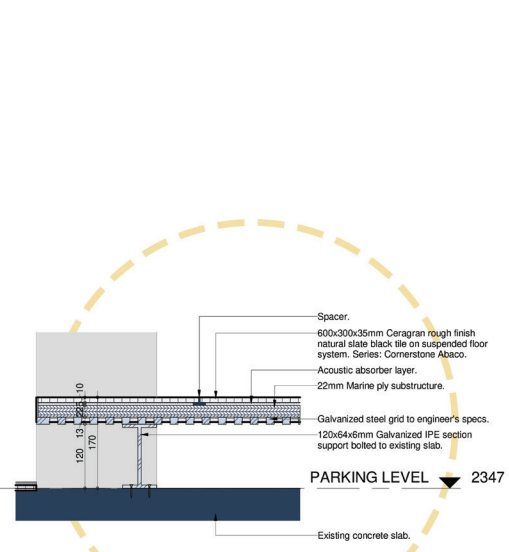 Spacer.
600x300x35mm Ceragran rough finish
natural slate black tile on suspended floor
system. Series: Cornerstone Abaco.
Acoustic absorber layer.
22mm Marine ply substructure.
Galvanized steel grid to engineer's specs.
120x64x6mm Galvanized IPE section
support bolted to existing slab.
10
13
120
170
PARKING LEVEL 2347
Existing concrete slab.